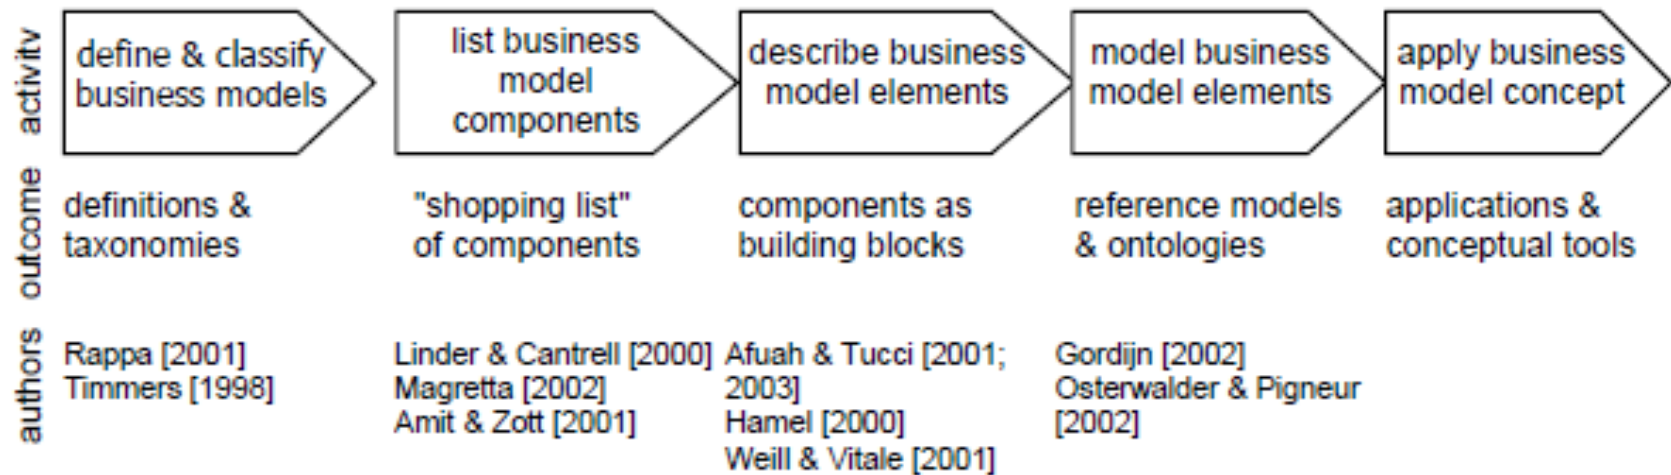 activity
define & classify
business models
list business
model
components
describe business
model elements
model business
model elements
apply business
model concept
outcome
definitions &
taxonomies
"shopping list"
of components
components as
building blocks
reference models
& ontologies
applications &
conceptual tools
authors
Rappa [2001]
Timmers [1998]
Linder & Cantrell [2000]
Magretta [2002]
Amit & Zott [2001]
Afuah & Tucci [2001;
2003]
Hamel [2000]
Weill & Vitale [2001]
Gordijn [2002]
Osterwalder & Pigneur
[2002]